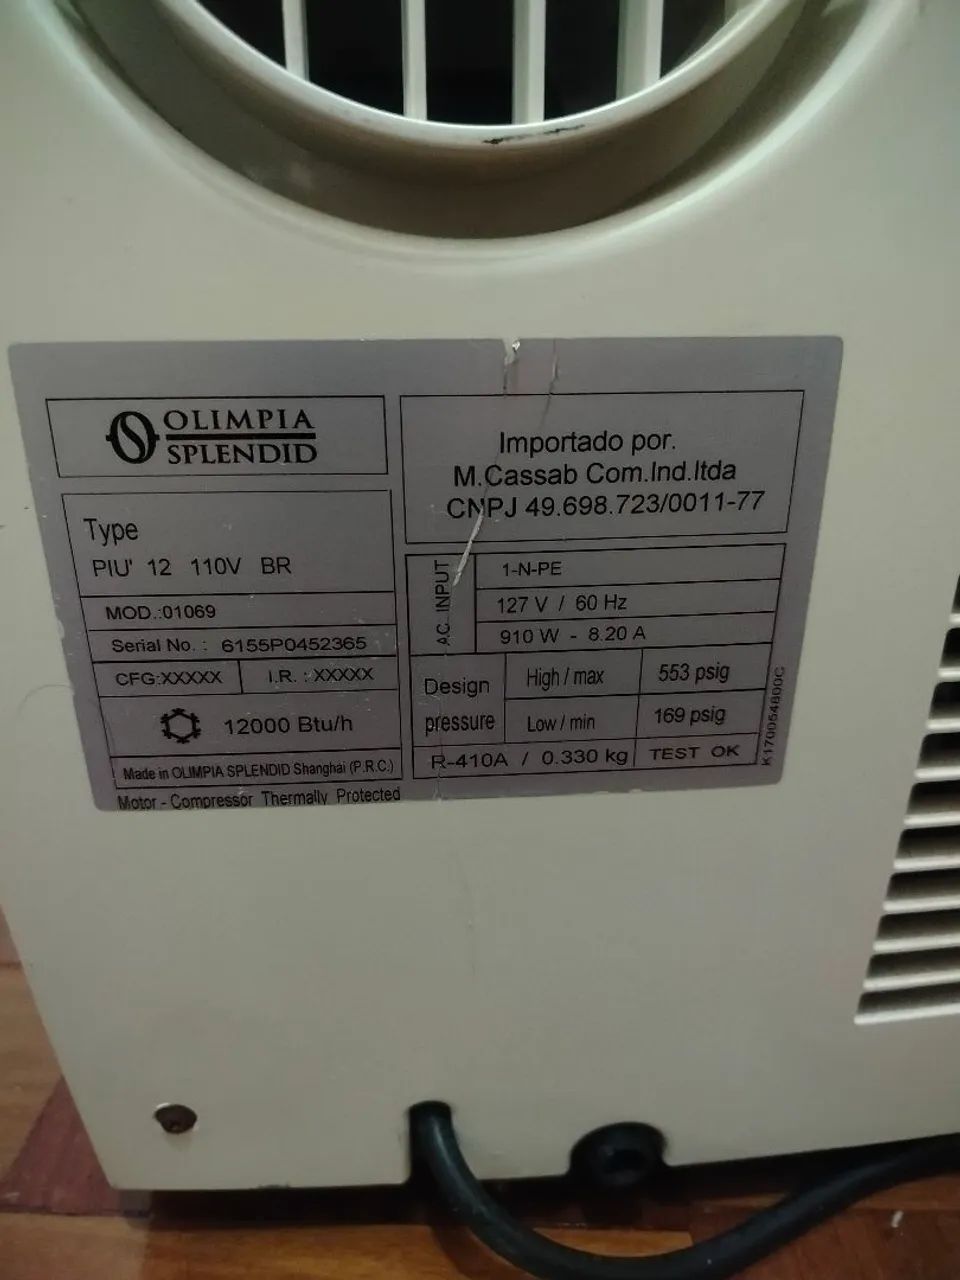 OLIMPIA
SPLENDID
Importado por.
M.Cassab Com.Ind.ltda
CNPJ 49.698.723/0011-77
Type
PIU' 12 110V BR
MOD.:01069
Serial No. : 6155P0452365
CFG:XXXXX I.R. : XXXXX
12000 Btu/h
Made in OLIMPIA SPLENDID Shanghai (P.R.C.)
Motor - Compressor Thermally Protected
AC. INPUT
1-N-PE
127 V / 60 Hz
910 W - 8.20 A
Design pressure
High / max 553 psig
Low / min 169 psig
R-410A / 0.330 kg TEST OK
K170054800C